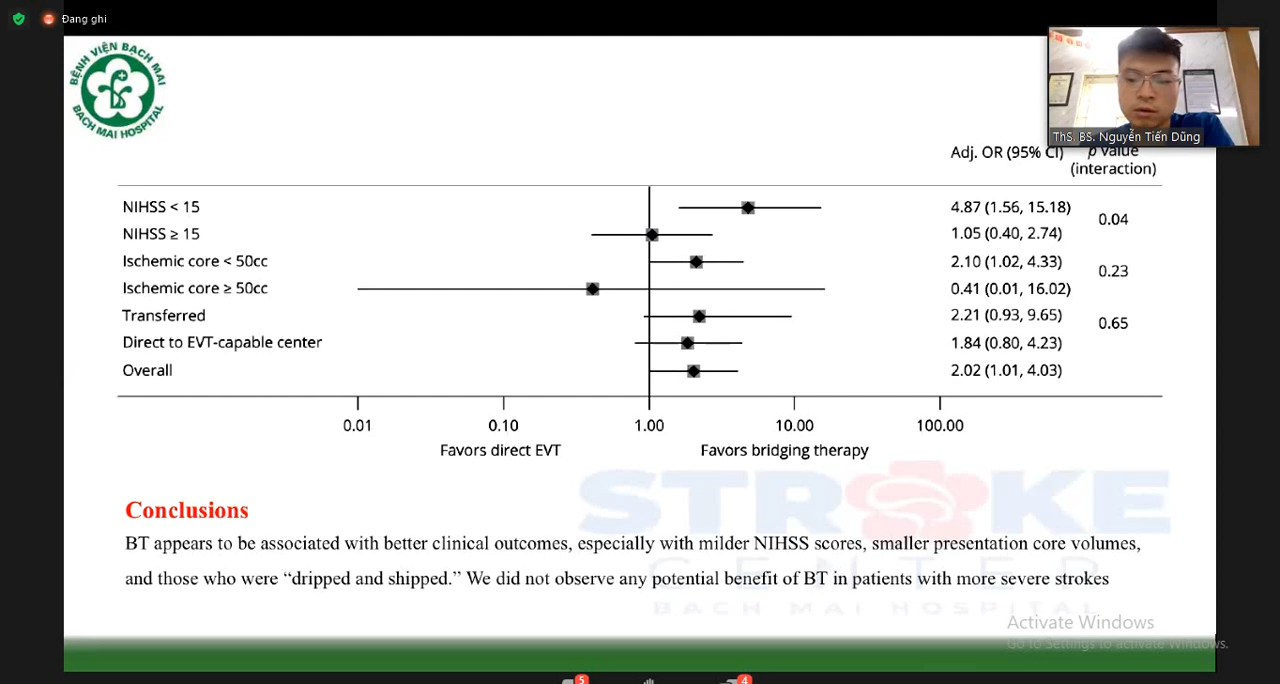 Đang ghi
BỆNH VIỆN BẠCH MAI
BACH MAI HOSPITAL
ThS. BS. Nguyễn Tiến Dũng
Adj. OR (95% CI) p value
(interaction)
NIHSS < 15 4.87 (1.56, 15.18)
0.04
NIHSS ≥ 15 1.05 (0.40, 2.74)
Ischemic core < 50cc 2.10 (1.02, 4.33)
0.23
Ischemic core ≥ 50cc 0.41 (0.01, 16.02)
Transferred 2.21 (0.93, 9.65)
0.65
Direct to EVT-capable center 1.84 (0.80, 4.23)
Overall 2.02 (1.01, 4.03)
0.01 0.10 1.00 10.00 100.00
Favors direct EVT Favors bridging therapy
STROKE
CENTER
BACH MAI HOSPITAL
Conclusions
BT appears to be associated with better clinical outcomes, especially with milder NIHSS scores, smaller presentation core volumes,
and those who were “dripped and shipped.” We did not observe any potential benefit of BT in patients with more severe strokes
Activate Windows
Go to Settings to activate Windows.
5 4